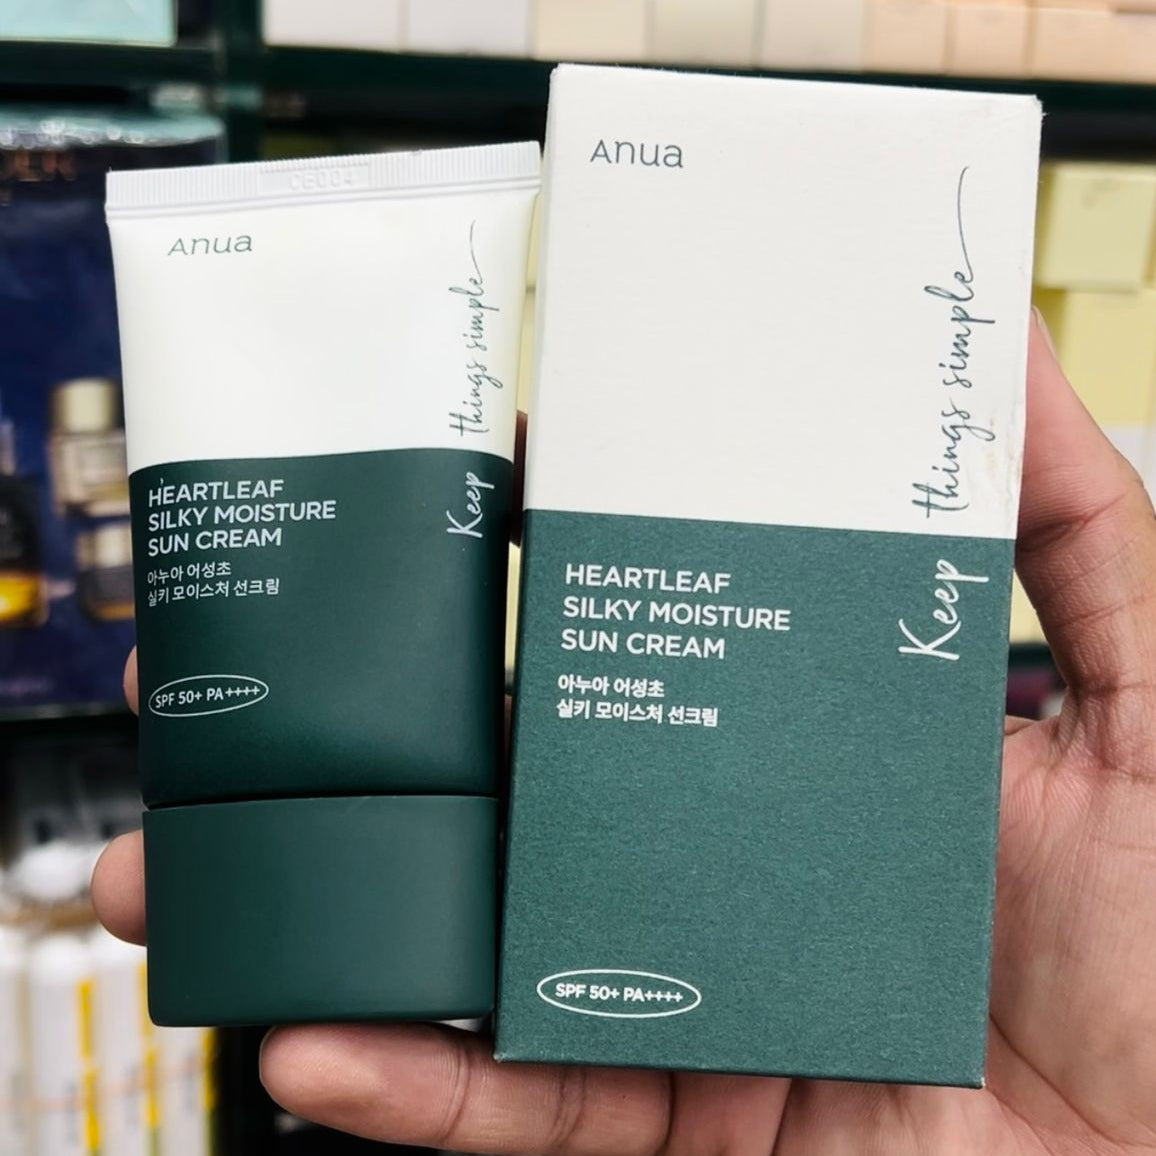 CE004
Anua
Keep things simple
HEARTLEAF
SILKY MOISTURE
SUN CREAM
아누아 어성초
실키 모이스처 선크림
SPF 50+ PA++++
Anua
Keep things simple
HEARTLEAF
SILKY MOISTURE
SUN CREAM
아누아 어성초
실키 모이스처 선크림
SPF 50+ PA++++